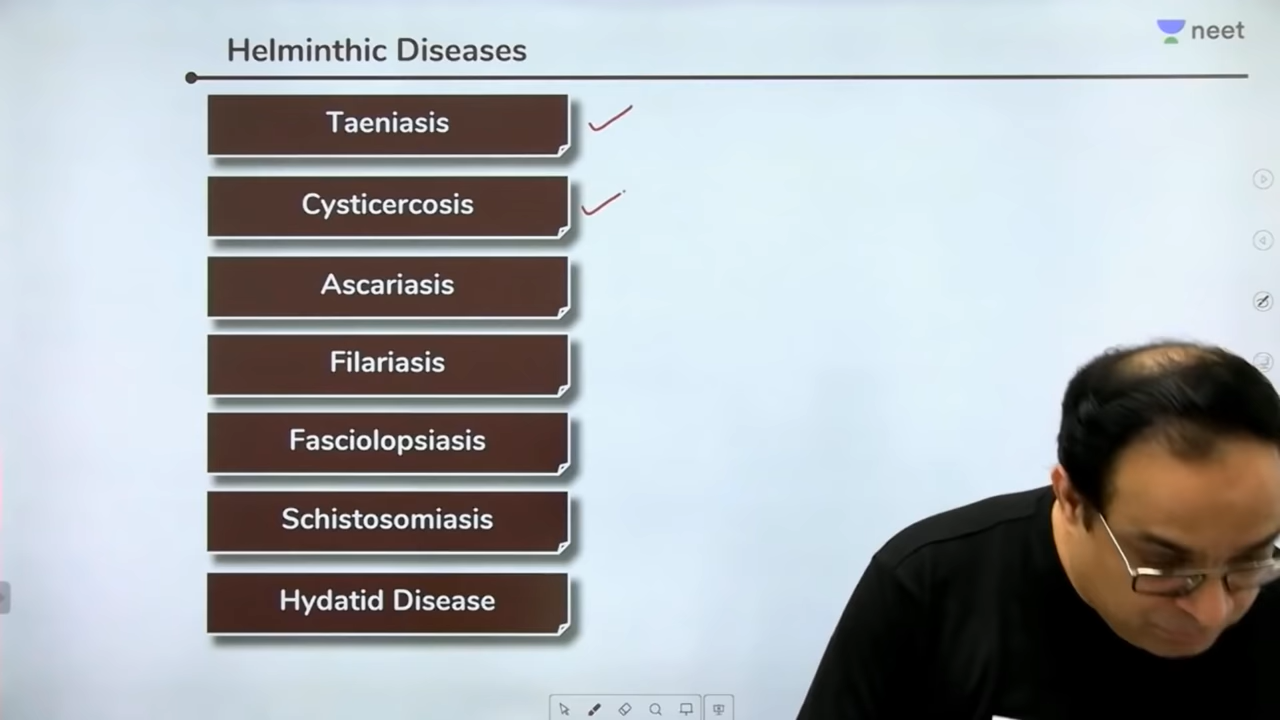 neet
Helminthic Diseases
Taeniasis
Cysticercosis
Ascariasis
Filariasis
Fasciolopsiasis
Schistosomiasis
Hydatid Disease